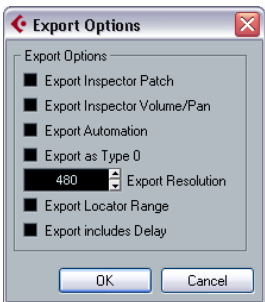 Export Options
Export Options
Export Inspector Patch
Export Inspector Volume/Pan
Export Automation
Export as Type 0
480 Export Resolution
Export Locator Range
Export includes Delay
OK Cancel